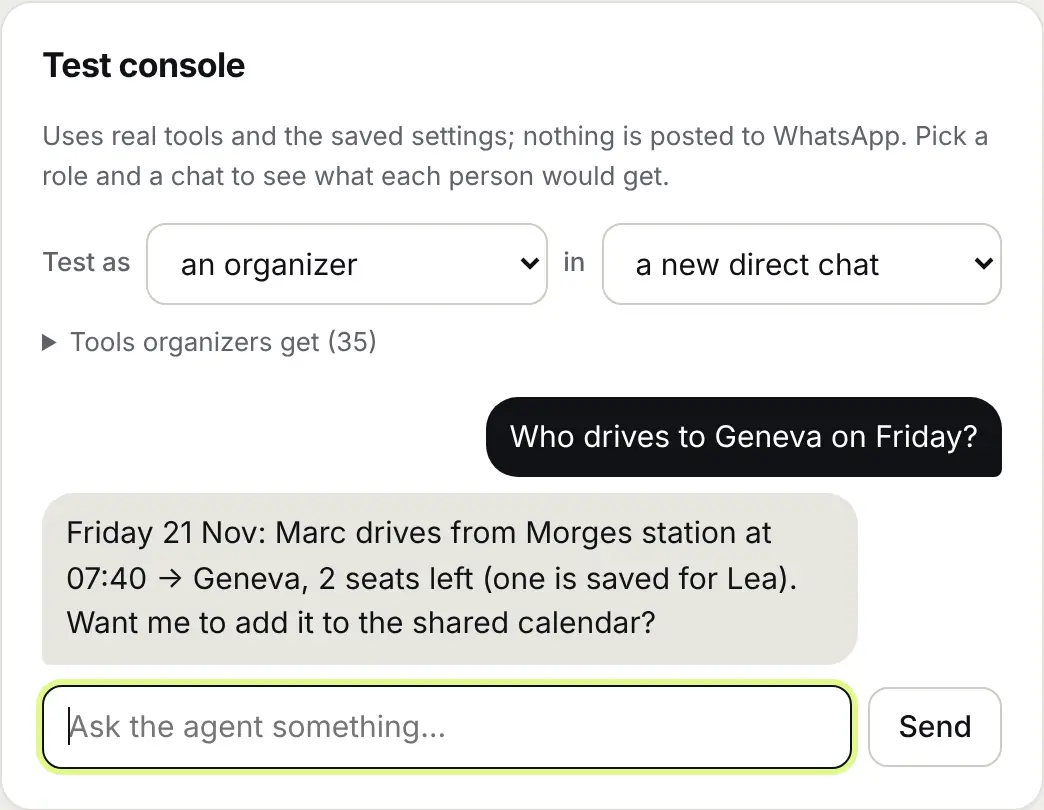 Test console
Uses real tools and the saved settings; nothing is posted to WhatsApp. Pick a
role and a chat to see what each person would get.
Test as an organizer in a new direct chat
▶ Tools organizers get (35)
Who drives to Geneva on Friday?
Friday 21 Nov: Marc drives from Morges station at
07:40 → Geneva, 2 seats left (one is saved for Lea).
Want me to add it to the shared calendar?
Ask the agent something... Send